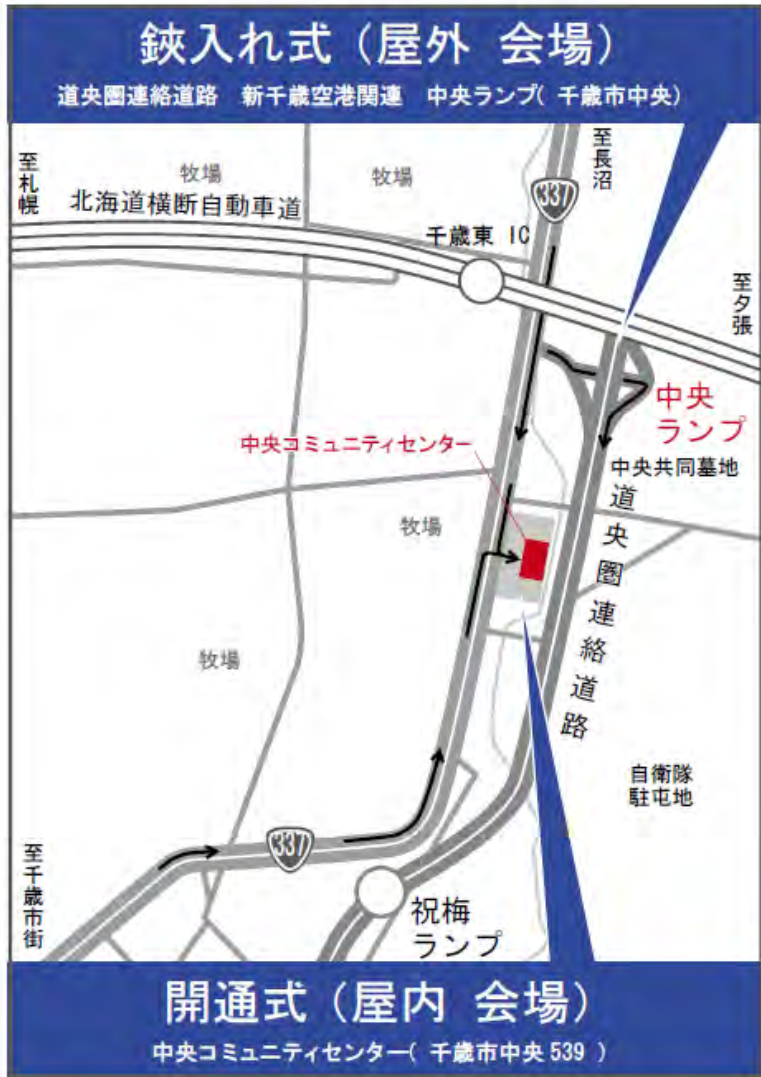 鋏入れ式（屋外 会場）
道央圏連絡道路 新千歳空港関連 中央ランプ( 千歳市中央)
至札幌
牧場
牧場
至長沼
337
北海道横断自動車道
千歳東 IC
至夕張
中央
ランプ
中央コミュニティセンター
中央共同墓地
牧場
道央圏連絡道路
牧場
自衛隊
駐屯地
337
至千歳市街
祝梅
ランプ
開通式（屋内 会場）
中央コミュニティセンター( 千歳市中央 539 )